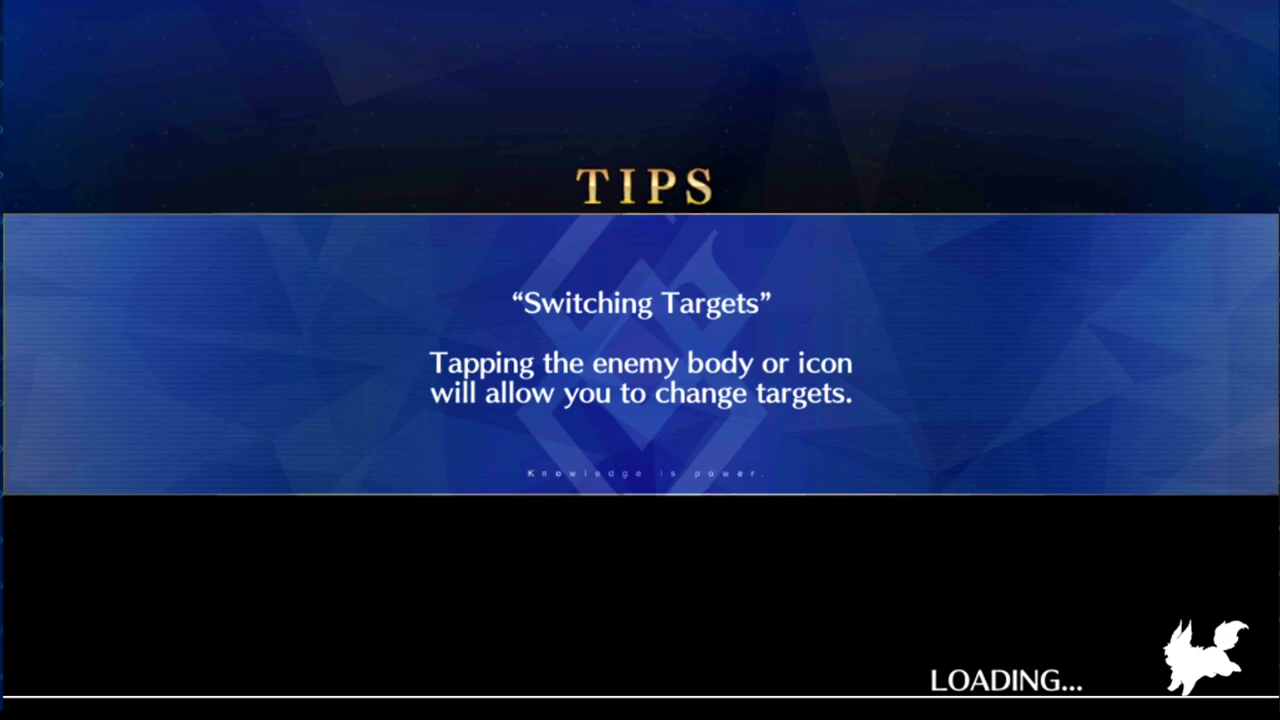 TIPS
“Switching Targets”
Tapping the enemy body or icon
will allow you to change targets.
Knowledge is power.
LOADING...